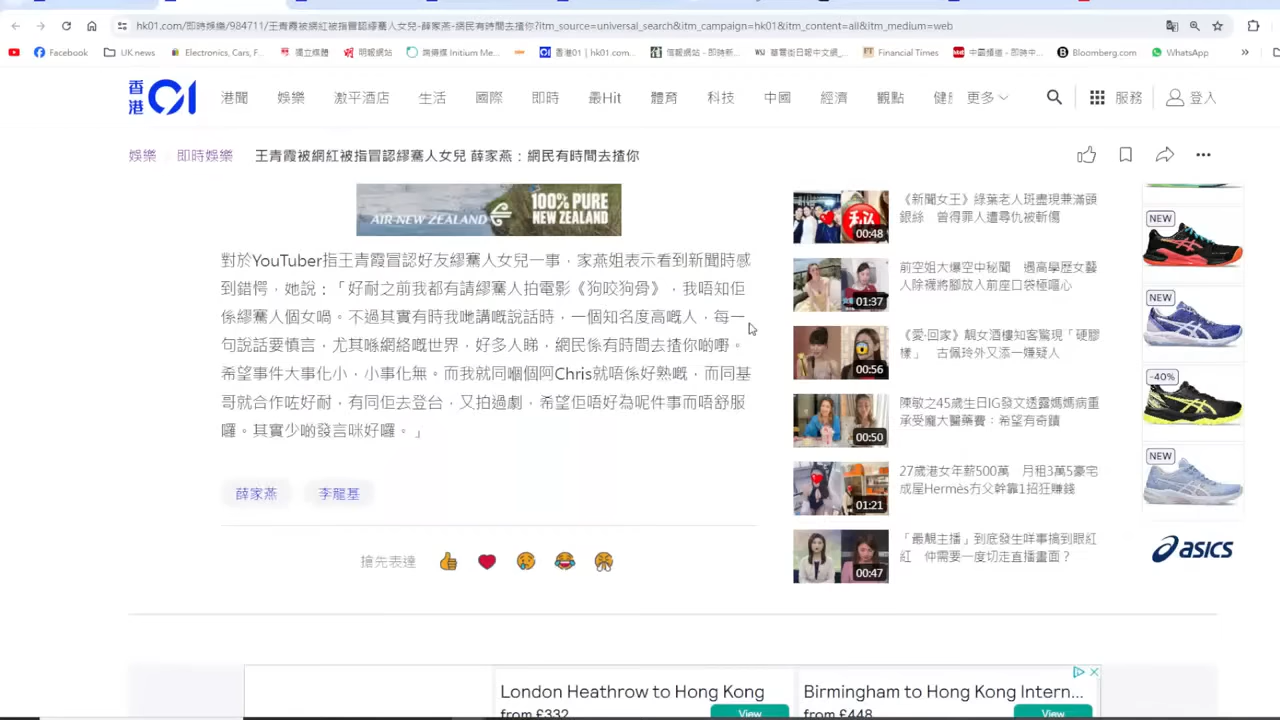 hk01.com/即時娛樂/984711/王青霞被網紅被指冒認繆騫人女兒-薛家燕-網民有時間去揸你?itm_source=universal_search&itm_campaign=hk01&itm_content=all&itm_medium=web
Facebook
UK.news
Electronics, Cars, F...
獨立媒體
明報網站
端傳媒 Initium Me...
香港01 | hk01.com...
信報網站 - 即時新...
華爾街日報中文網_...
Financial Times
中國頻道 - 即時中...
Bloomberg.com
WhatsApp
»
香港01
港聞
娛樂
激平酒店
生活
國際
即時
最Hit
體育
科技
中國
經濟
觀點
更多
服務
登入
娛樂
即時娛樂
王青霞被網紅被指冒認繆騫人女兒 薛家燕：網民有時間去揸你
AIR NEW ZEALAND
100% PURE
NEW ZEALAND
對於YouTuber指王青霞冒認好友繆騫人女兒一事，家燕姐表示看到新聞時感
到錯愕，她說：「好耐之前我都有請繆騫人拍電影《狗咬狗骨》，我唔知佢
係繆騫人個女喎。不過其實有時我哋講嘅說話時，一個知名度高嘅人，每一
句說話要慎言，尤其喺網絡嘅世界，好多人睇，網民係有時間去揸你啲嘢。
希望事件大事化小，小事化無。而我就同嗰個阿Chris就唔係好熟嘅，而同基
哥就合作咗好耐，有同佢去登台，又拍過劇，希望佢唔好為呢件事而唔舒服
囉。其實少啲發言咪好囉。」
薛家燕
李龍基
搶先表達
《新聞女王》綠葉老人斑盡現兼滿頭
銀絲　曾得罪人遭尋仇被斬傷
00:48
前空姐大爆空中秘聞　遇高學歷女藝
人除襪將腳放入前座口袋極嘔心
01:37
《愛·回家》靚女酒樓知客驚現「硬膠
樣」　古佩玲外又添一嫌疑人
00:56
陳敏之45歲生日IG發文透露媽媽病重
承受龐大醫藥費：希望有奇蹟
00:50
27歲港女年薪500萬　月租3萬5豪宅
成屋Hermès冇父幹靠1招狂賺錢
01:21
「最靚主播」到底發生咩事搞到眼紅
紅　仲需要一度切走直播畫面？
00:47
NEW
NEW
-40%
NEW
asics
London Heathrow to Hong Kong
from £332
View
Birmingham to Hong Kong Intern...
from £448
View